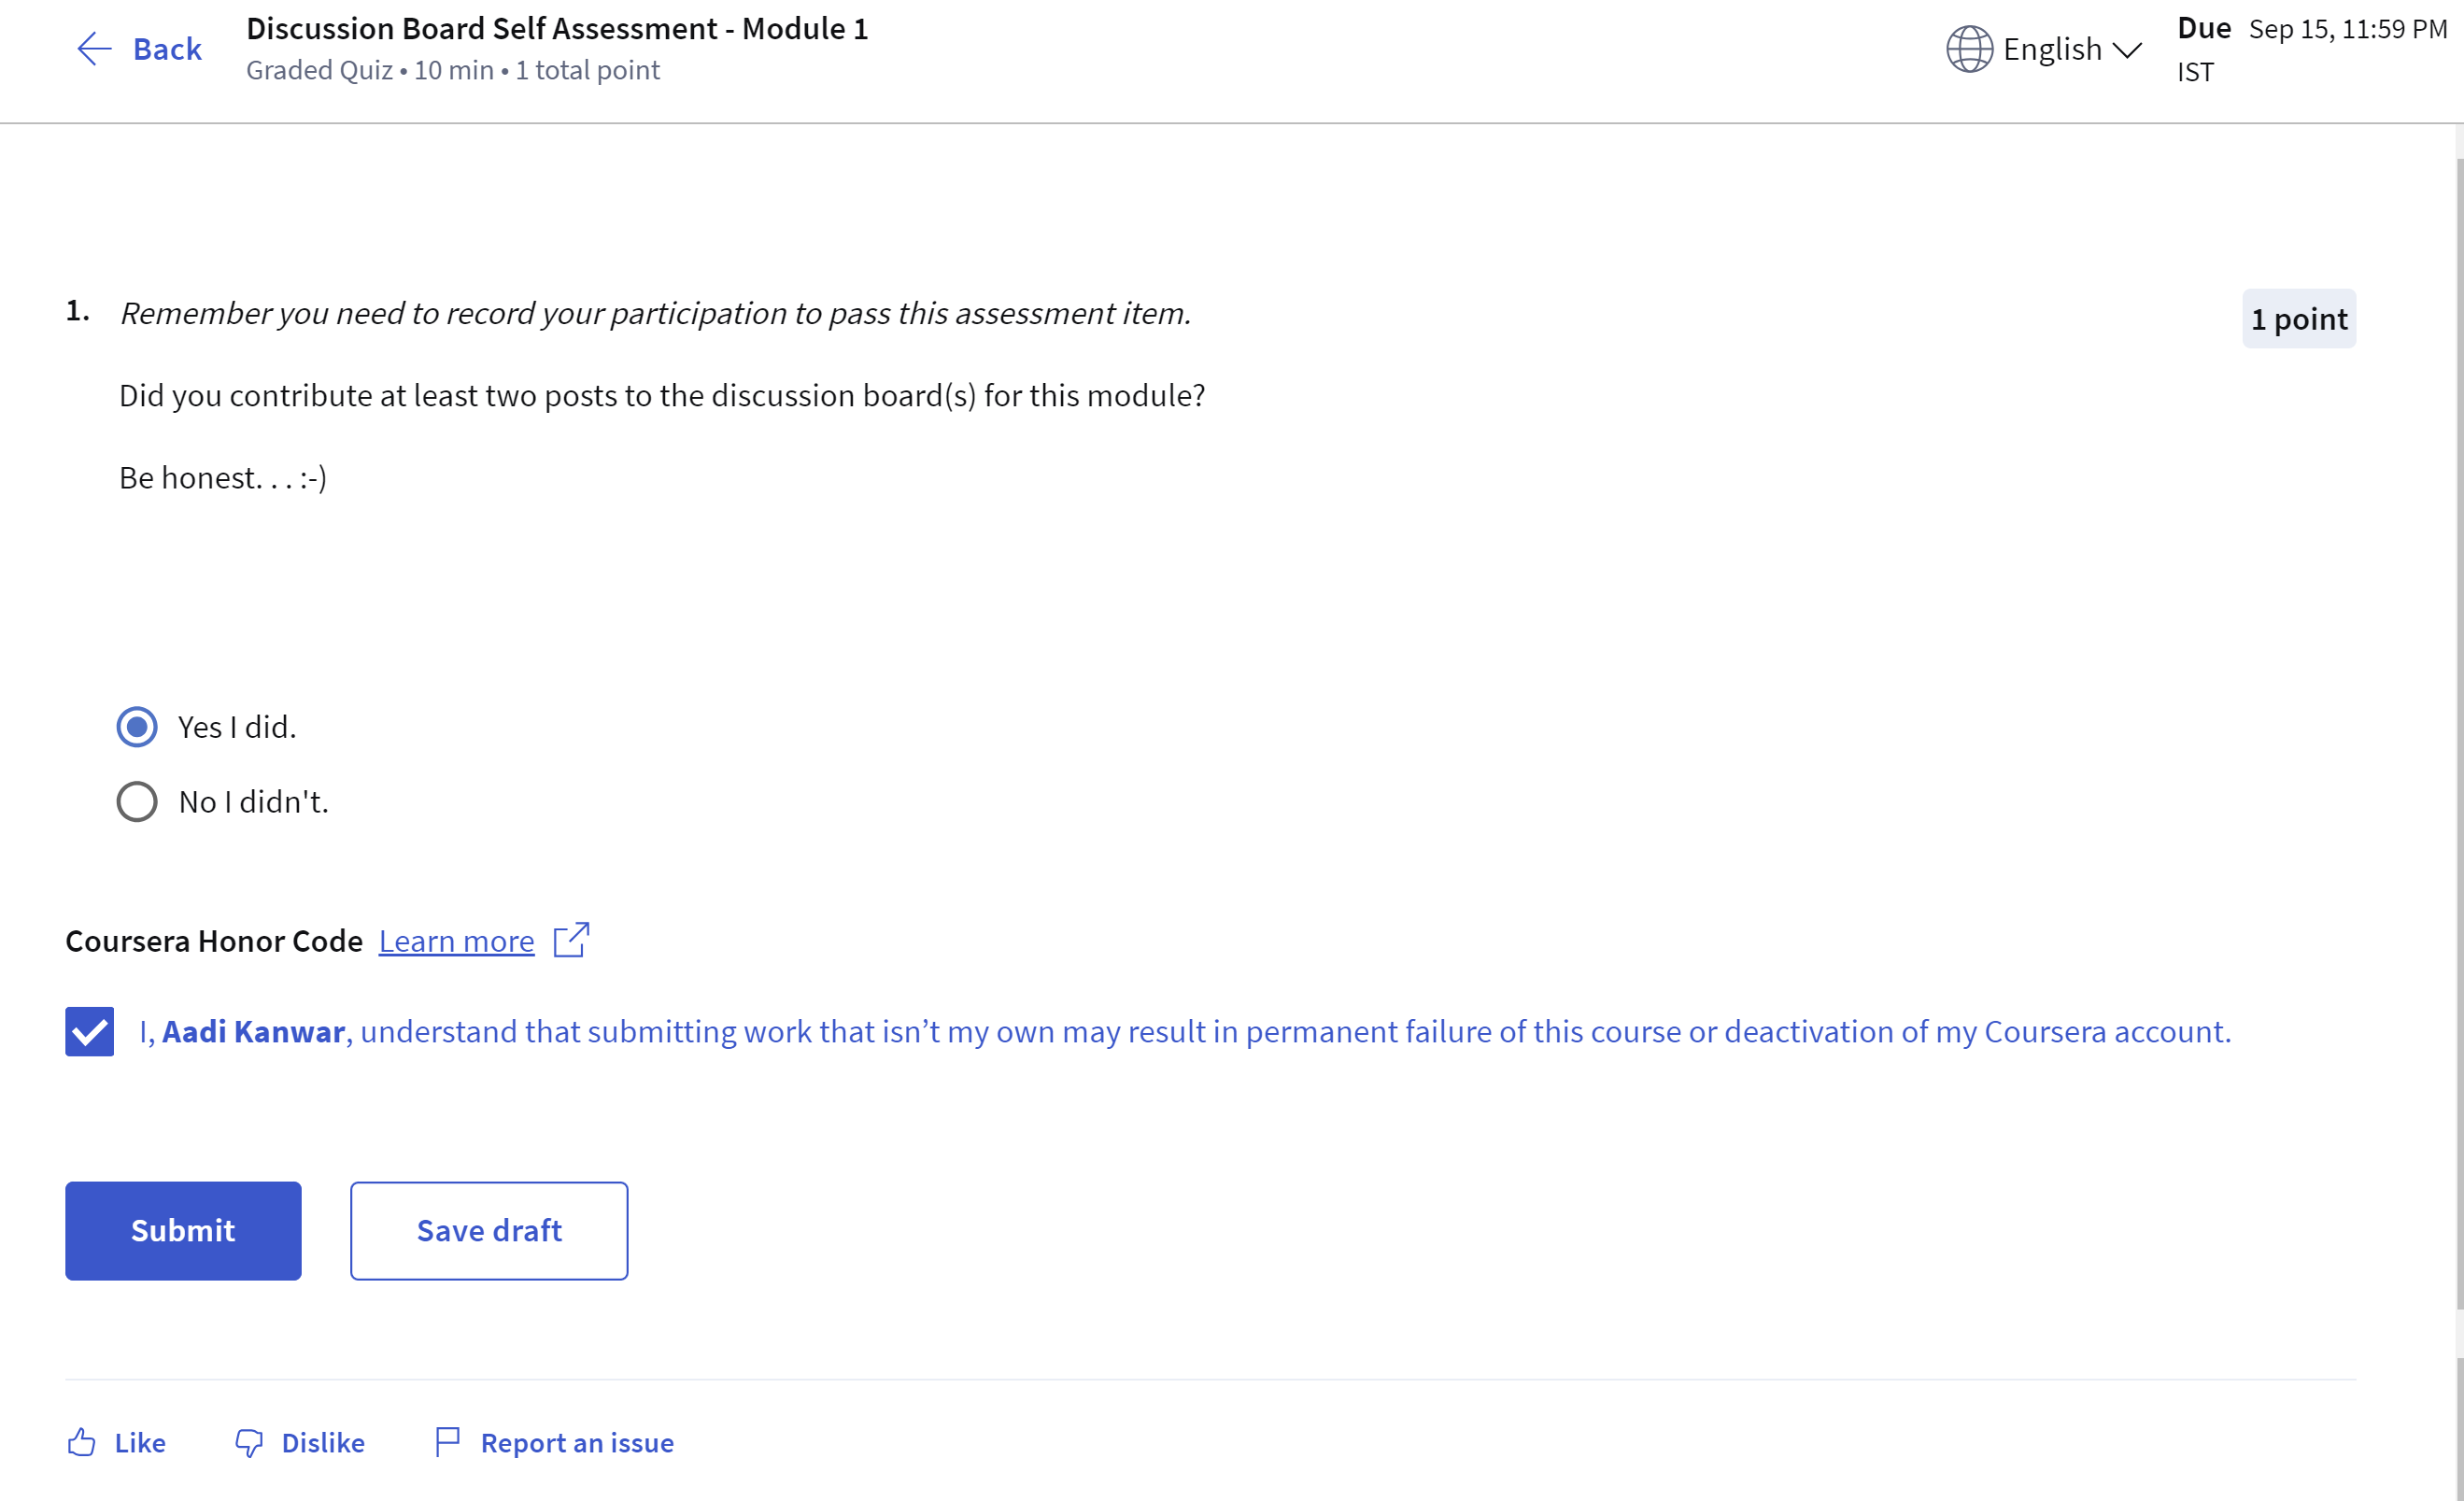 Back
Discussion Board Self Assessment - Module 1
Graded Quiz • 10 min • 1 total point
English
Due Sep 15, 11:59 PM
IST
1. Remember you need to record your participation to pass this assessment item.
1 point
Did you contribute at least two posts to the discussion board(s) for this module?
Be honest. . . :-)
Yes I did.
No I didn't.
Coursera Honor Code Learn more
I, Aadi Kanwar, understand that submitting work that isn’t my own may result in permanent failure of this course or deactivation of my Coursera account.
Submit
Save draft
Like
Dislike
Report an issue